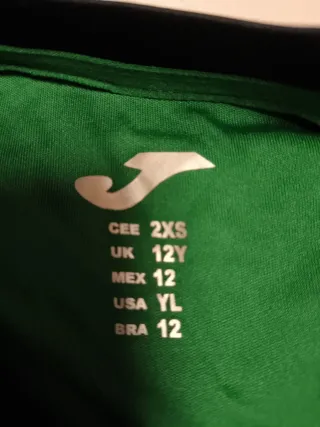 CEE 2XS
UK 12Y
MEX 12
USA YL
BRA 12